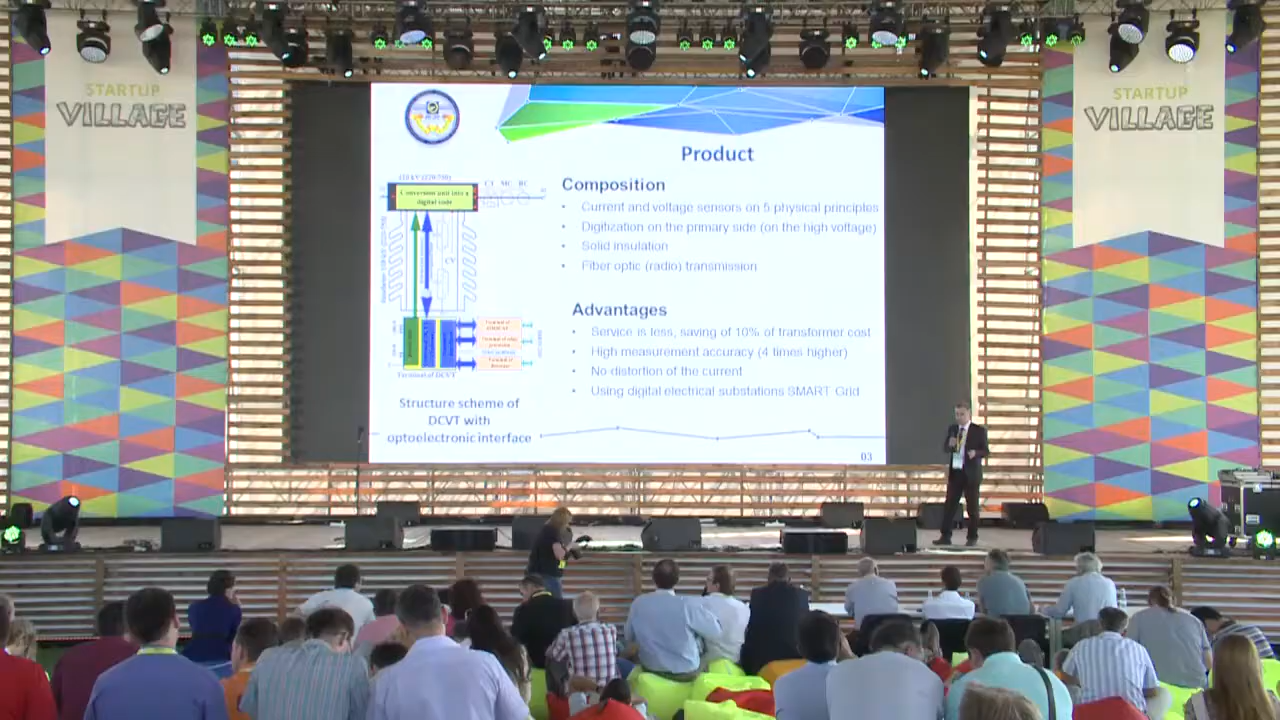 STARTUP
VILLAGE
STARTUP
VILLAGE
Product
Conversion unit into a
digital code
Composition
• Current and voltage sensors on 5 physical principles
• Digitization on the primary side (on the high voltage)
• Solid insulation
• Fiber optic (radio) transmission
Advantages
• Service is less, saving of 10% of transformer cost
• High measurement accuracy (4 times higher)
• No distortion of the current
• Using digital electrical substations SMART Grid
Terminal of DCVT
Structure scheme of
DCVT with
optoelectronic interface
03